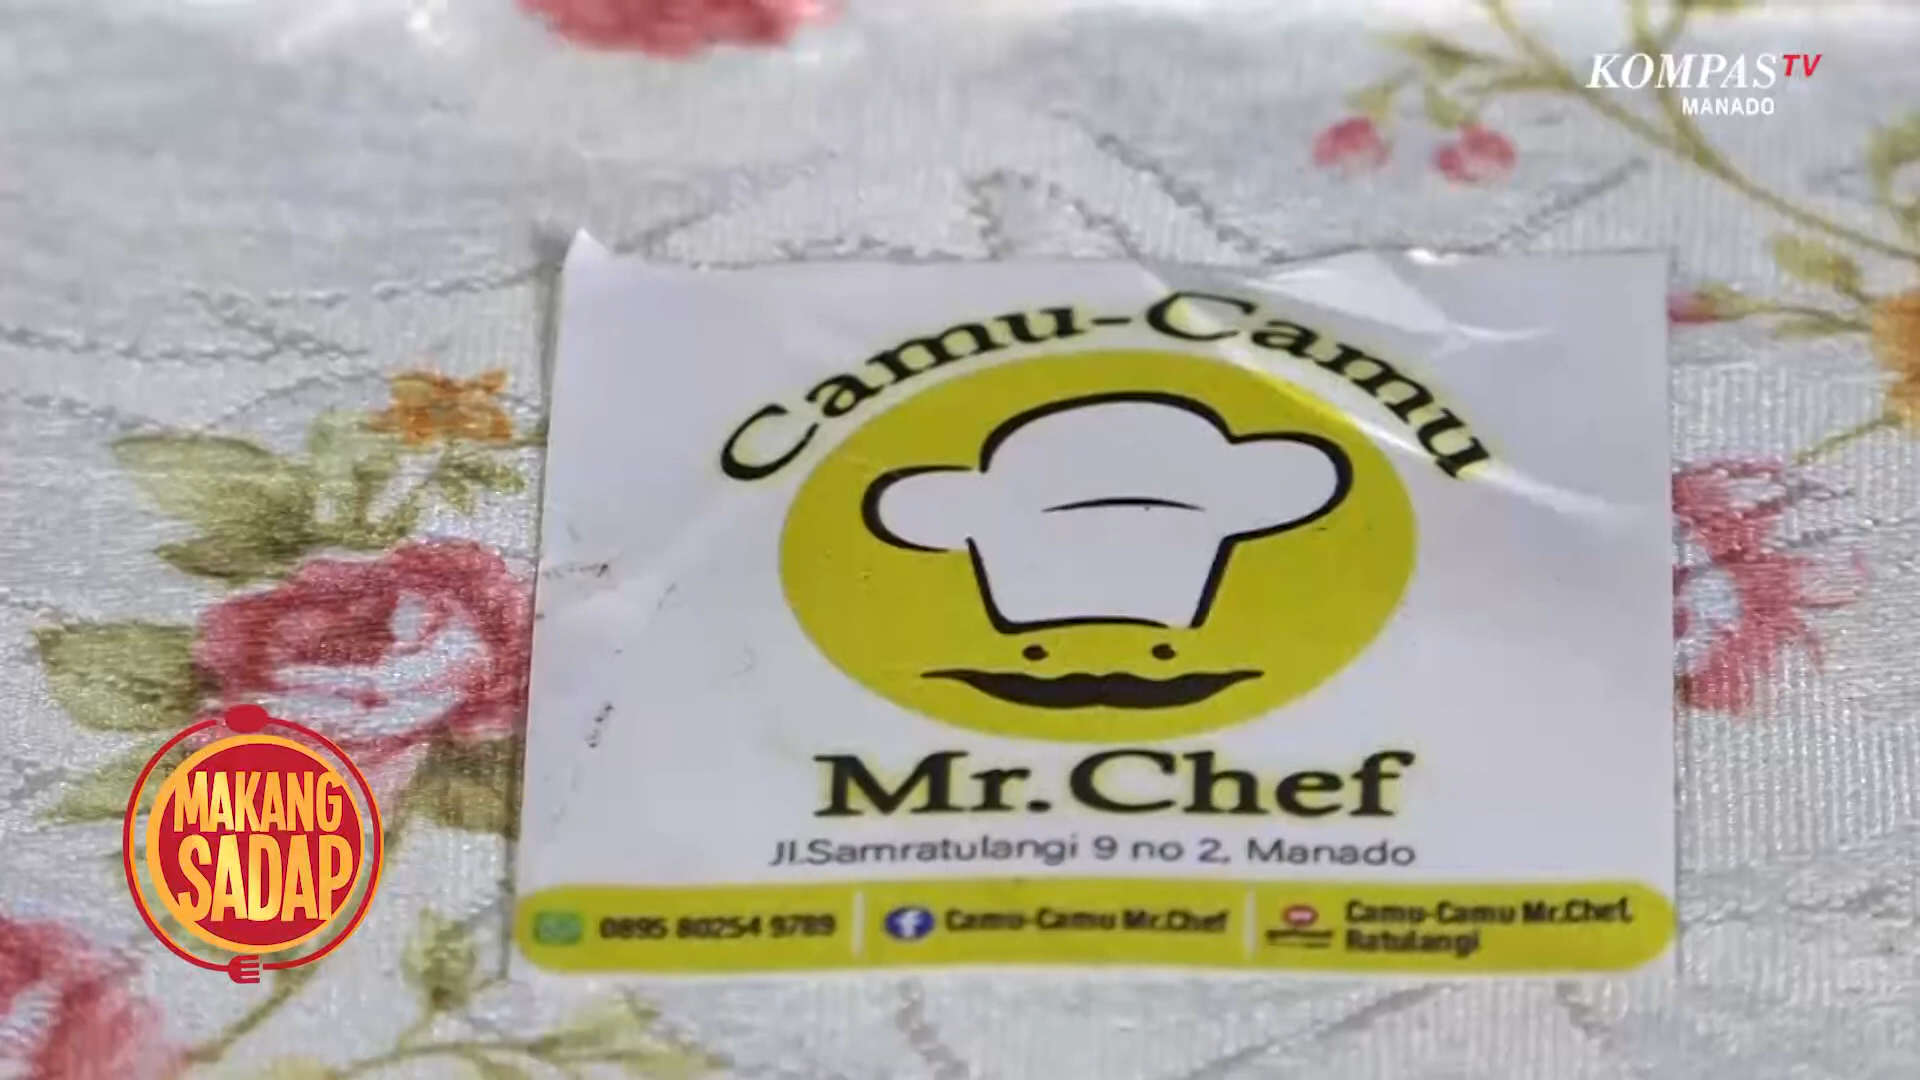 KOMPAS TV
MANADO
Camu-Camu
Mr.Chef
Jl.Samratulangi 9 no 2, Manado
0895 80254 9789
Camu-Camu Mr.Chef
Camu-Camu Mr.Chef,
Ratulangi
MAKANG
SADAP